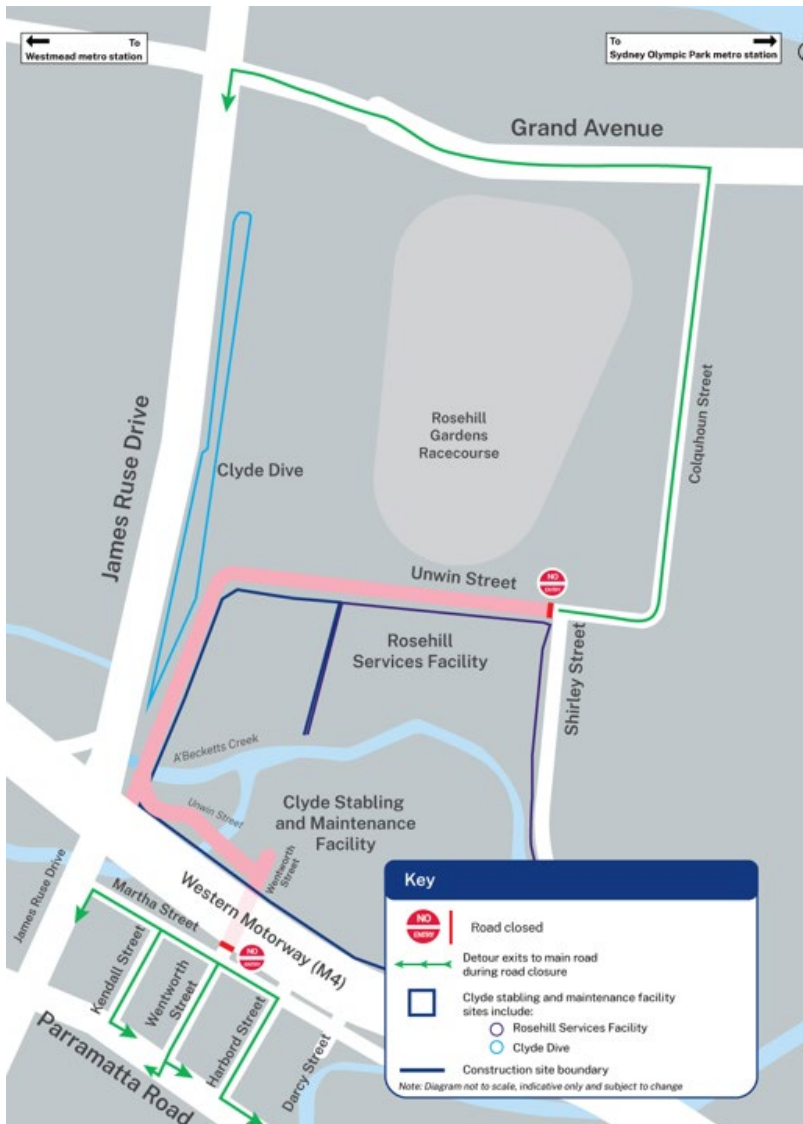 To
Westmead metro station
To
Sydney Olympic Park metro station
Grand Avenue
James Ruse Drive
Colquhoun Street
Rosehill
Gardens
Racecourse
Clyde Dive
Unwin Street
NO
ENTRY
Rosehill
Services Facility
Shirley Street
A'Becketts Creek
Unwin Street
Clyde Stabling
and Maintenance
Facility
Wentworth
Street
Western Motorway (M4)
James Ruse Drive
Martha Street
NO
ENTRY
Kendall Street
Wentworth
Street
Harbord Street
Darcy Street
Parramatta Road
Key
NO
ENTRY
Road closed
Detour exits to main road
during road closure
Clyde stabling and maintenance facility
sites include:
Rosehill Services Facility
Clyde Dive
Construction site boundary
Note: Diagram not to scale, indicative only and subject to change